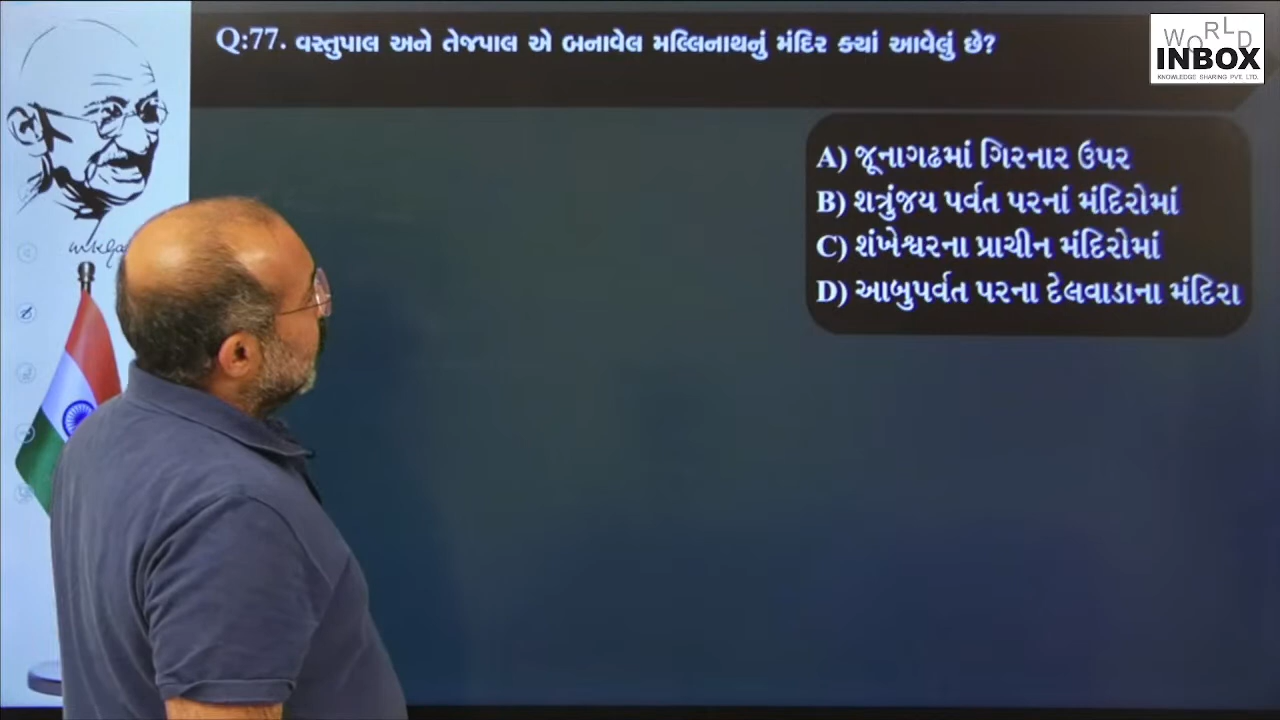 Q:77. વસ્તુપાલ અને તેજપાલ એ બનાવેલ મલ્લિનાથનું મંદિર ક્યાં આવેલું છે?
WORLD
INBOX
KNOWLEDGE SHARING PVT. LTD.
A) જૂનાગઢમાં ગિરનાર ઉપર
B) શત્રુંજય પર્વત પરનાં મંદિરોમાં
C) શંખેશ્વરના પ્રાચીન મંદિરોમાં
D) આબુપર્વત પરના દેલવાડાના મંદિરા